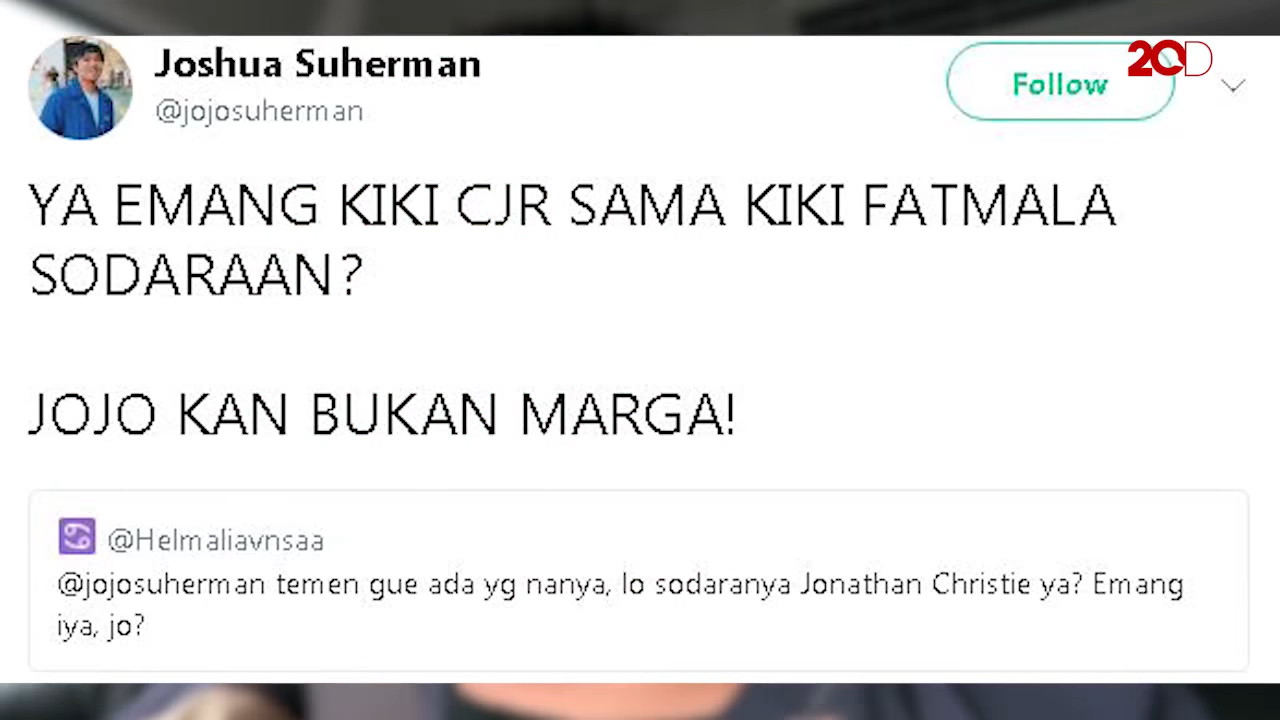 20D
Joshua Suherman
@jojosuherman
Follow
YA EMANG KIKI CJR SAMA KIKI FATMALA
SODARAAN?
JOJO KAN BUKAN MARGA!
@Helmaliavnsaa
@jojosuherman temen gue ada yg nanya, lo sodaranya Jonathan Christie ya? Emang
iya, jo?